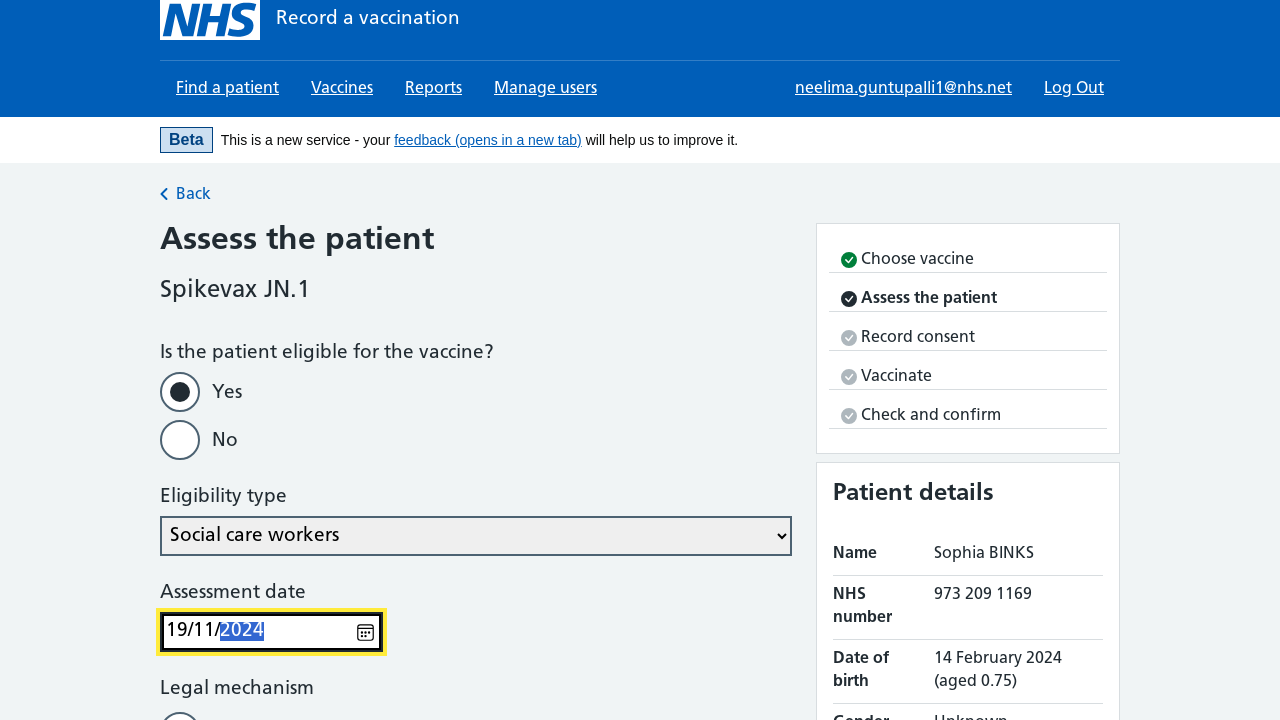 NHS Record a vaccination
Find a patient Vaccines Reports Manage users neelima.guntupalli1@nhs.net Log Out
Beta This is a new service - your feedback (opens in a new tab) will help us to improve it.
Back
Assess the patient
Spikevax JN.1
Is the patient eligible for the vaccine?
Yes
No
Eligibility type
Social care workers
Assessment date
19/11/2024
Legal mechanism
Choose vaccine
Assess the patient
Record consent
Vaccinate
Check and confirm
Patient details
Name Sophia BINKS
NHS number 973 209 1169
Date of birth 14 February 2024 (aged 0.75)
Gender Unknown